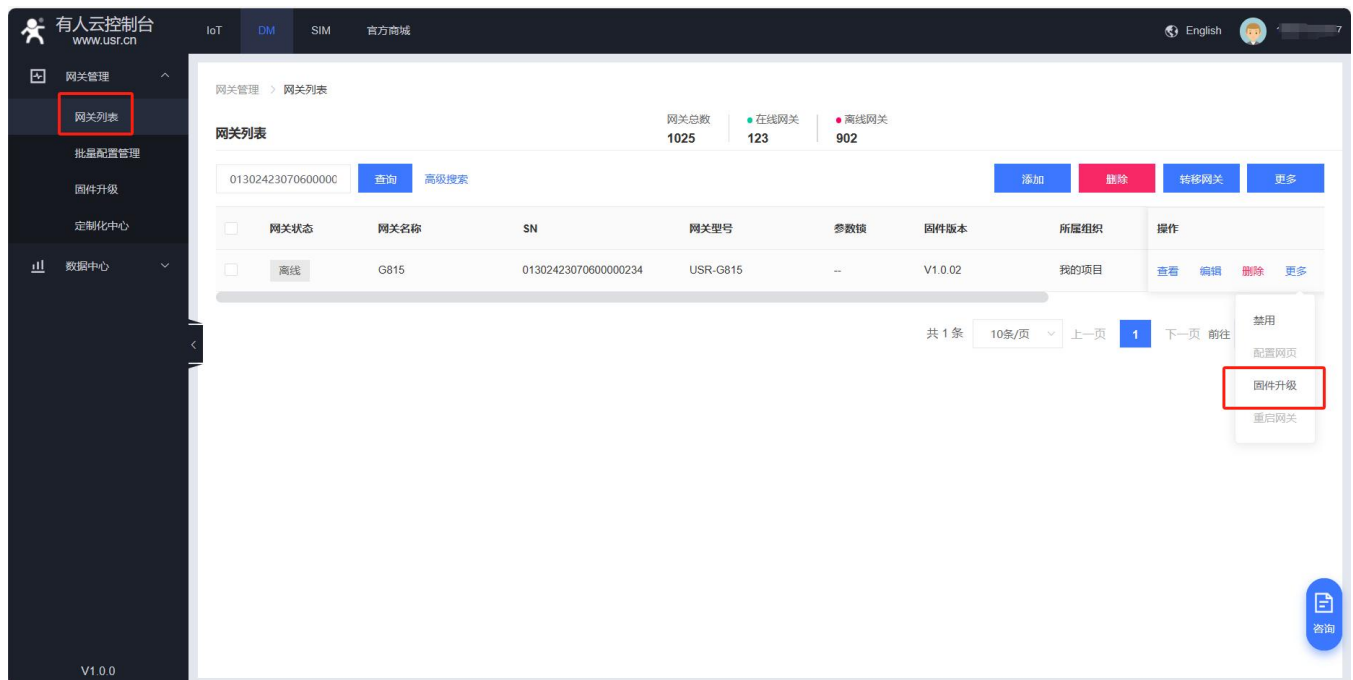 有人云控制台
www.usr.cn
IoT DM SIM 官方商城 English 7
网关管理
网关列表
批量配置管理
固件升级
定制化中心
数据中心
V1.0.0
网关管理 > 网关列表
网关列表
网关总数 在线网关 离线网关
1025 123 902
01302423070600000 查询 高级搜索 添加 删除 转移网关 更多
网关状态 网关名称 SN 网关型号 参数锁 固件版本 所属组织 操作
离线 G815 01302423070600000234 USR-G815 -- V1.0.02 我的项目 查看 编辑 删除 更多
共 1 条 10条/页 上一页 1 下一页 前往
禁用
配置网页
固件升级
重启网关
咨询